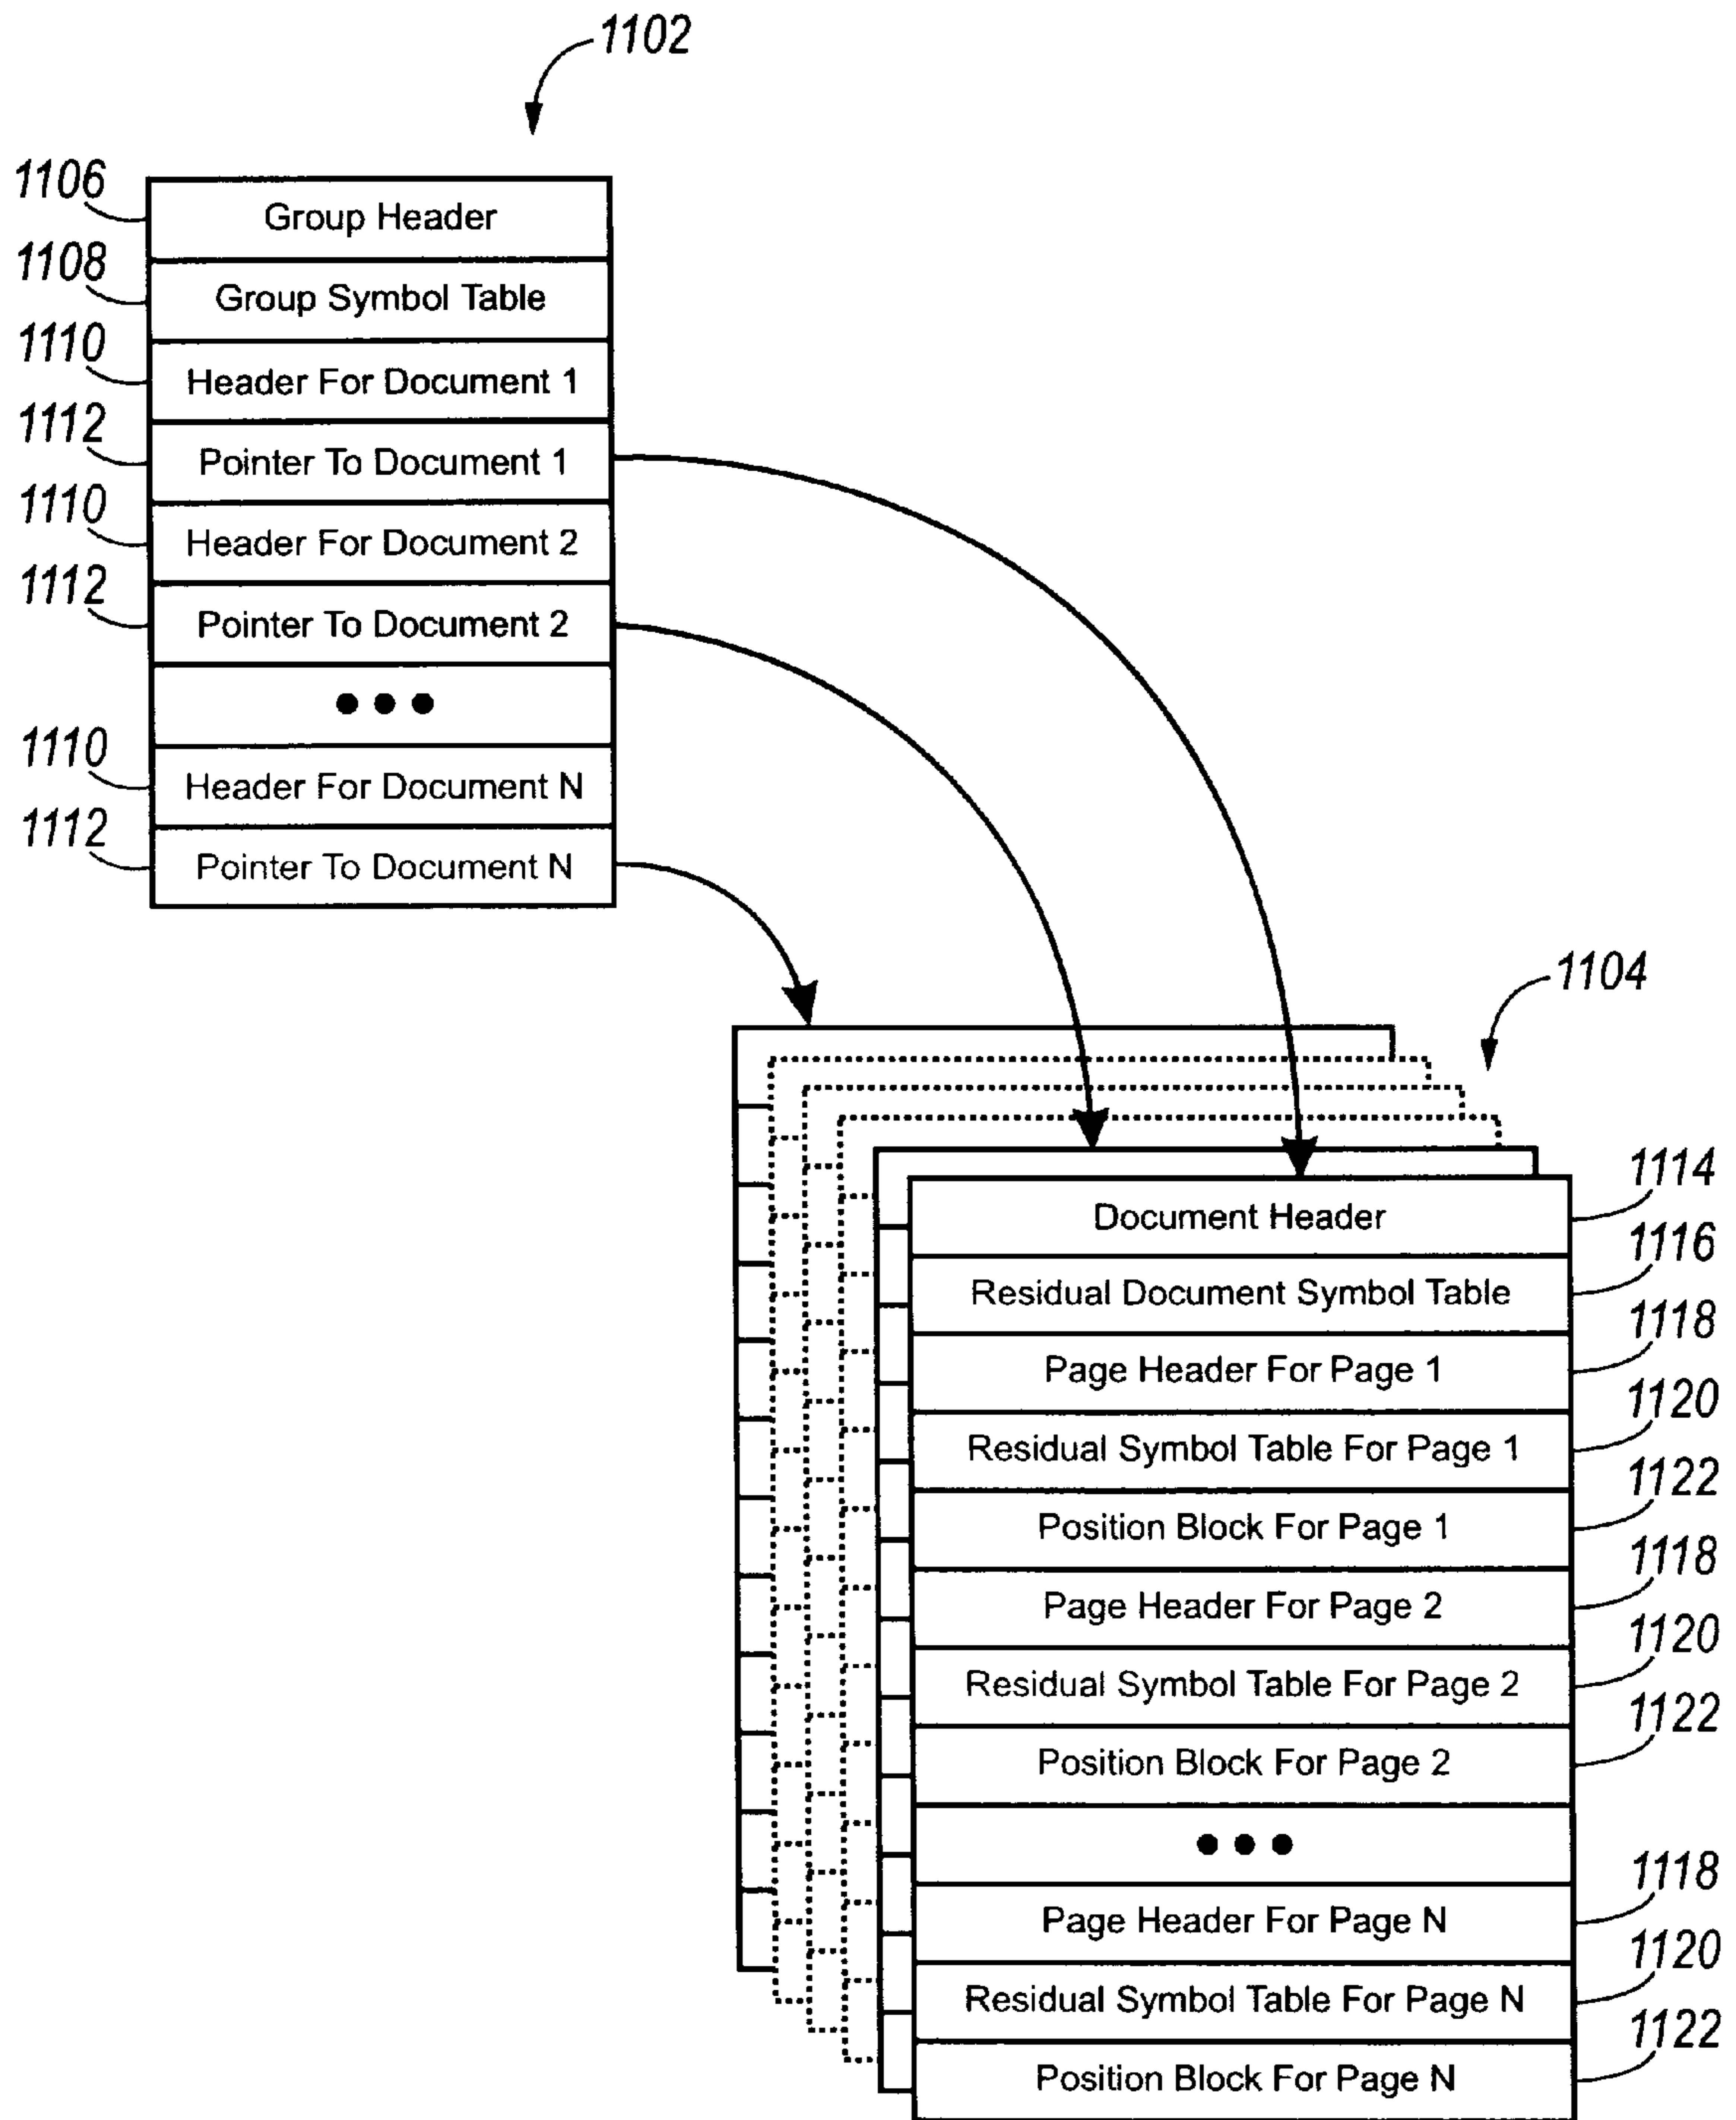 1102
1106
Group Header
1108
Group Symbol Table
1110
Header For Document 1
1112
Pointer To Document 1
1110
Header For Document 2
1112
Pointer To Document 2
● ● ●
1110
Header For Document N
1112
Pointer To Document N
1104
1114
Document Header
1116
Residual Document Symbol Table
1118
Page Header For Page 1
1120
Residual Symbol Table For Page 1
1122
Position Block For Page 1
1118
Page Header For Page 2
1120
Residual Symbol Table For Page 2
1122
Position Block For Page 2
● ● ●
1118
Page Header For Page N
1120
Residual Symbol Table For Page N
1122
Position Block For Page N